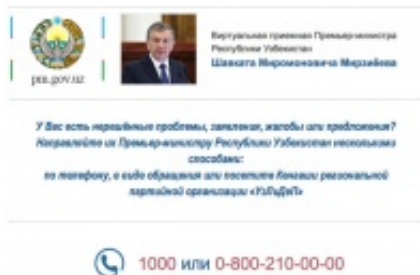 pm.gov.uz
Виртуальная приемная Премьер-министра
Республики Узбекистан
Шавката Миромоновича Мирзиёева
У Вас есть нерешённые проблемы, заявления, жалобы или предложения?
Направляйте их Премьер-министру Республики Узбекистан несколькими
способами:
по телефону, в виде обращения или посетите Кенгаши региональной
партийной организации «УзЛиДеП»
1000 или 0-800-210-00-00